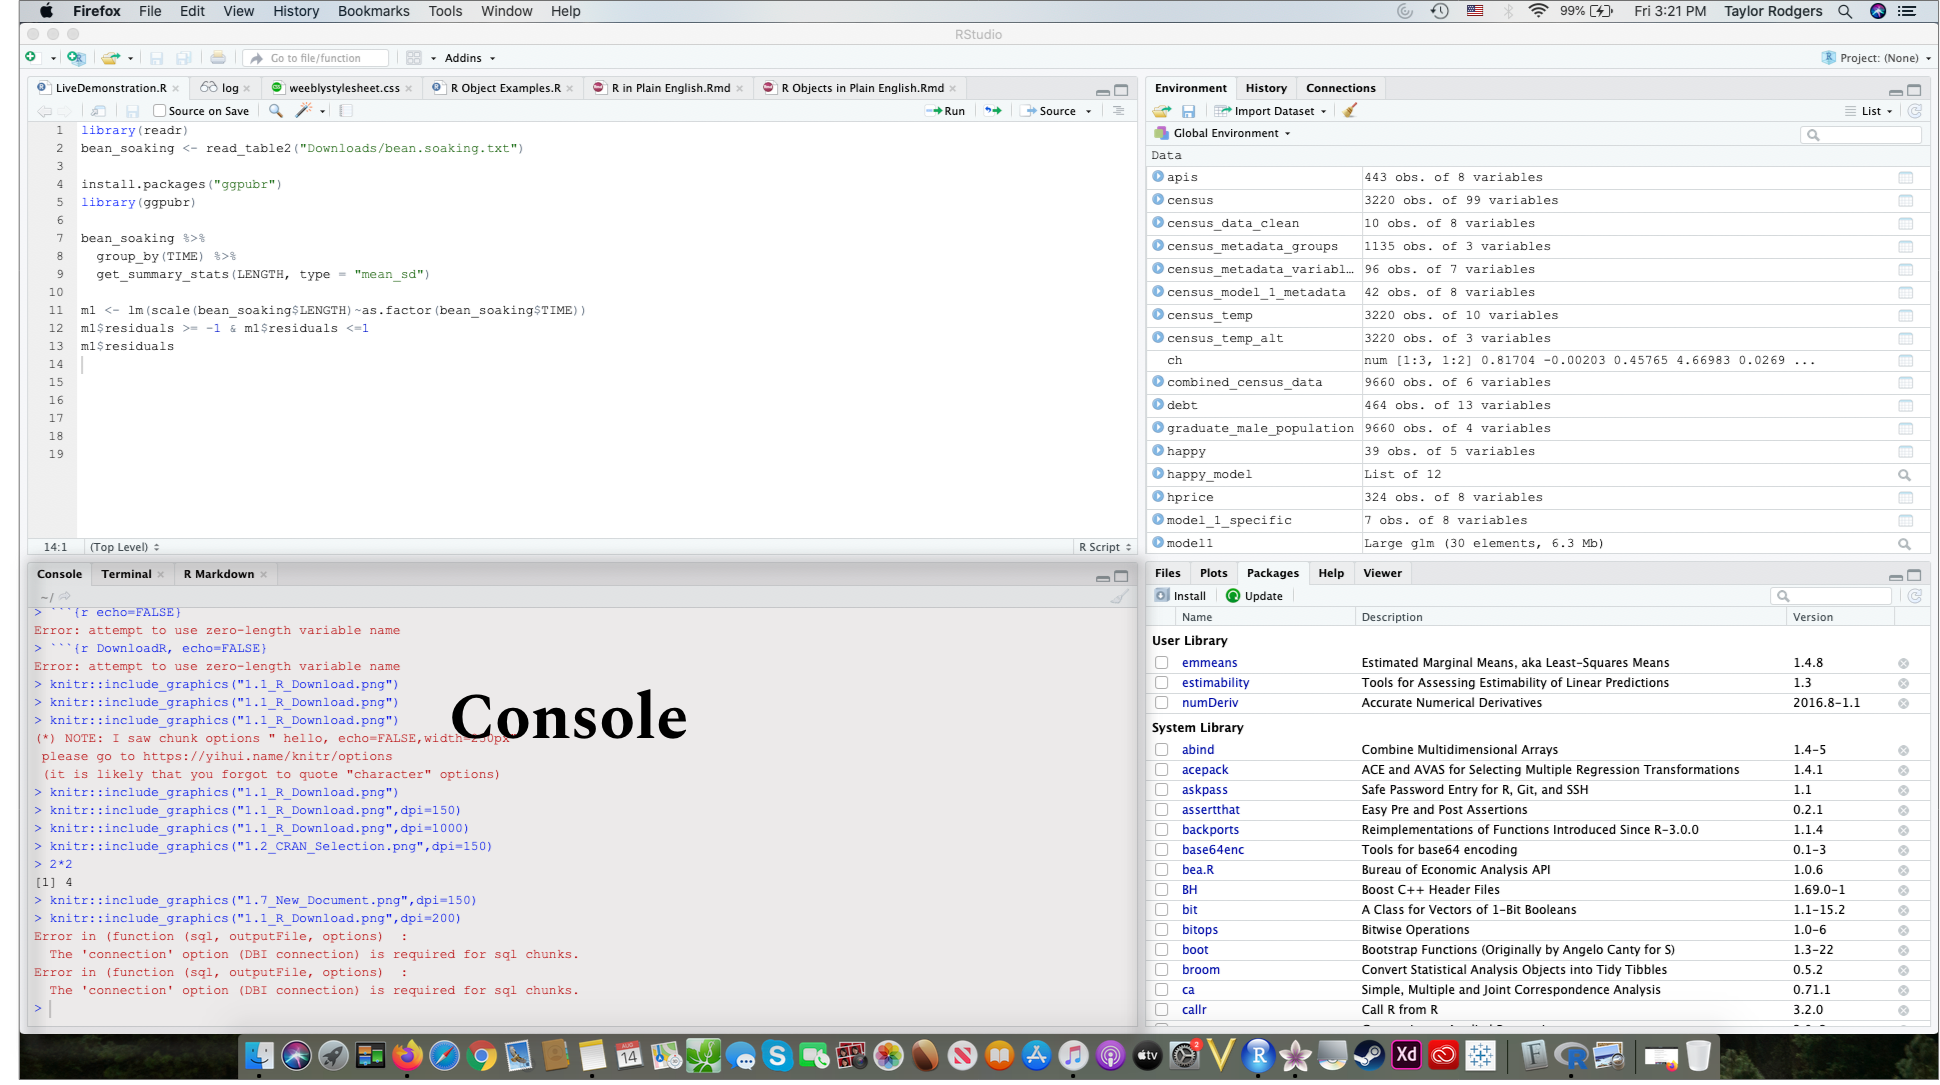 Firefox File Edit View History Bookmarks Tools Window Help 99% Fri 3:21 PM Taylor Rodgers
RStudio
Go to file/function Addins Project: (None)
LiveDemonstration.R log weeblystylesheet.css R Object Examples.R R in Plain English.Rmd R Objects in Plain English.Rmd
Source on Save Run Source
1 library(readr)
2 bean_soaking <- read_table2("Downloads/bean.soaking.txt")
3
4 install.packages("ggpubr")
5 library(ggpubr)
6
7 bean_soaking %>%
8 group_by(TIME) %>%
9 get_summary_stats(LENGTH, type = "mean_sd")
10
11 m1 <- lm(scale(bean_soaking$LENGTH)~as.factor(bean_soaking$TIME))
12 m1$residuals >= -1 & m1$residuals <=1
13 m1$residuals
14
15
16
17
18
19
14:1 (Top Level) R Script
Console Terminal R Markdown
~/
> ```{r echo=FALSE}
Error: attempt to use zero-length variable name
> ```{r DownloadR, echo=FALSE}
Error: attempt to use zero-length variable name
> knitr::include_graphics("1.1_R_Download.png")
> knitr::include_graphics("1.1_R_Download.png")
> knitr::include_graphics("1.1_R_Download.png")
(*) NOTE: I saw chunk options " hello, echo=FALSE,width=250px"
please go to https://yihui.name/knitr/options
(it is likely that you forgot to quote "character" options)
> knitr::include_graphics("1.1_R_Download.png")
> knitr::include_graphics("1.1_R_Download.png",dpi=150)
> knitr::include_graphics("1.1_R_Download.png",dpi=1000)
> knitr::include_graphics("1.2_CRAN_Selection.png",dpi=150)
> 2*2
[1] 4
> knitr::include_graphics("1.7_New_Document.png",dpi=150)
> knitr::include_graphics("1.1_R_Download.png",dpi=200)
Error in (function (sql, outputFile, options) :
The 'connection' option (DBI connection) is required for sql chunks.
Error in (function (sql, outputFile, options) :
The 'connection' option (DBI connection) is required for sql chunks.
>
Console
Environment History Connections
Import Dataset List
Global Environment
Data
apis 443 obs. of 8 variables
census 3220 obs. of 99 variables
census_data_clean 10 obs. of 8 variables
census_metadata_groups 1135 obs. of 3 variables
census_metadata_variabl… 96 obs. of 7 variables
census_model_1_metadata 42 obs. of 8 variables
census_temp 3220 obs. of 10 variables
census_temp_alt 3220 obs. of 3 variables
ch num [1:3, 1:2] 0.81704 -0.00203 0.45765 4.66983 0.0269 ...
combined_census_data 9660 obs. of 6 variables
debt 464 obs. of 13 variables
graduate_male_population 9660 obs. of 4 variables
happy 39 obs. of 5 variables
happy_model List of 12
hprice 324 obs. of 8 variables
model_1_specific 7 obs. of 8 variables
model1 Large glm (30 elements, 6.3 Mb)
Files Plots Packages Help Viewer
Install Update
Name Description Version
User Library
emmeans Estimated Marginal Means, aka Least-Squares Means 1.4.8
estimability Tools for Assessing Estimability of Linear Predictions 1.3
numDeriv Accurate Numerical Derivatives 2016.8-1.1
System Library
abind Combine Multidimensional Arrays 1.4-5
acepack ACE and AVAS for Selecting Multiple Regression Transformations 1.4.1
askpass Safe Password Entry for R, Git, and SSH 1.1
assertthat Easy Pre and Post Assertions 0.2.1
backports Reimplementations of Functions Introduced Since R-3.0.0 1.1.4
base64enc Tools for base64 encoding 0.1-3
bea.R Bureau of Economic Analysis API 1.0.6
BH Boost C++ Header Files 1.69.0-1
bit A Class for Vectors of 1-Bit Booleans 1.1-15.2
bitops Bitwise Operations 1.0-6
boot Bootstrap Functions (Originally by Angelo Canty for S) 1.3-22
broom Convert Statistical Analysis Objects into Tidy Tibbles 0.5.2
ca Simple, Multiple and Joint Correspondence Analysis 0.71.1
callr Call R from R 3.2.0
AUG
14
tv
2
R
Xd